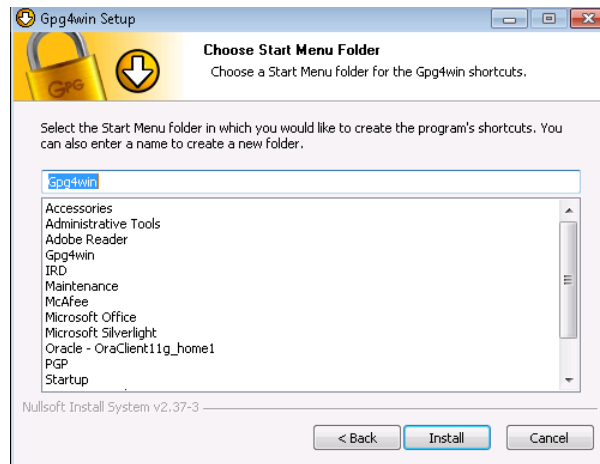 Gpg4win Setup
Choose Start Menu Folder
Choose a Start Menu folder for the Gpg4win shortcuts.
GPG
Select the Start Menu folder in which you would like to create the program's shortcuts. You
can also enter a name to create a new folder.
Gpg4win
Accessories
Administrative Tools
Adobe Reader
Gpg4win
IRD
Maintenance
McAfee
Microsoft Office
Microsoft Silverlight
Oracle - OraClient11g_home1
PGP
Startup
Nullsoft Install System v2.37-3
< Back
Install
Cancel